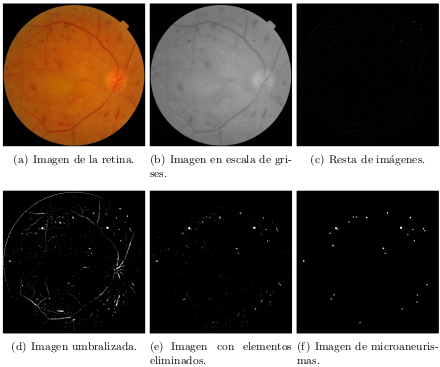 (a) Imagen de la retina.
(b) Imagen en escala de gri-
ses.
(c) Resta de imágenes.
(d) Imagen umbralizada.
(e) Imagen con elementos
eliminados.
(f) Imagen de microaneuris-
mas.